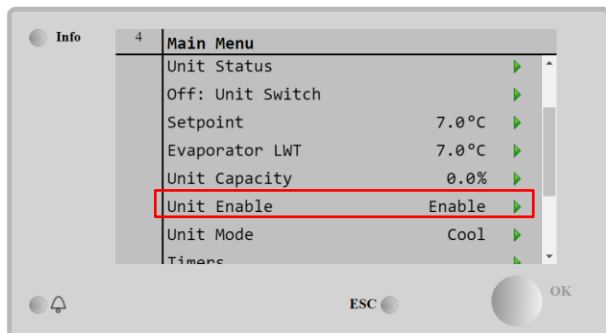 Info
4 Main Menu
Unit Status
Off: Unit Switch
Setpoint 7.0°C
Evaporator LWT 7.0°C
Unit Capacity 0.0%
Unit Enable Enable
Unit Mode Cool
Timers
ESC OK